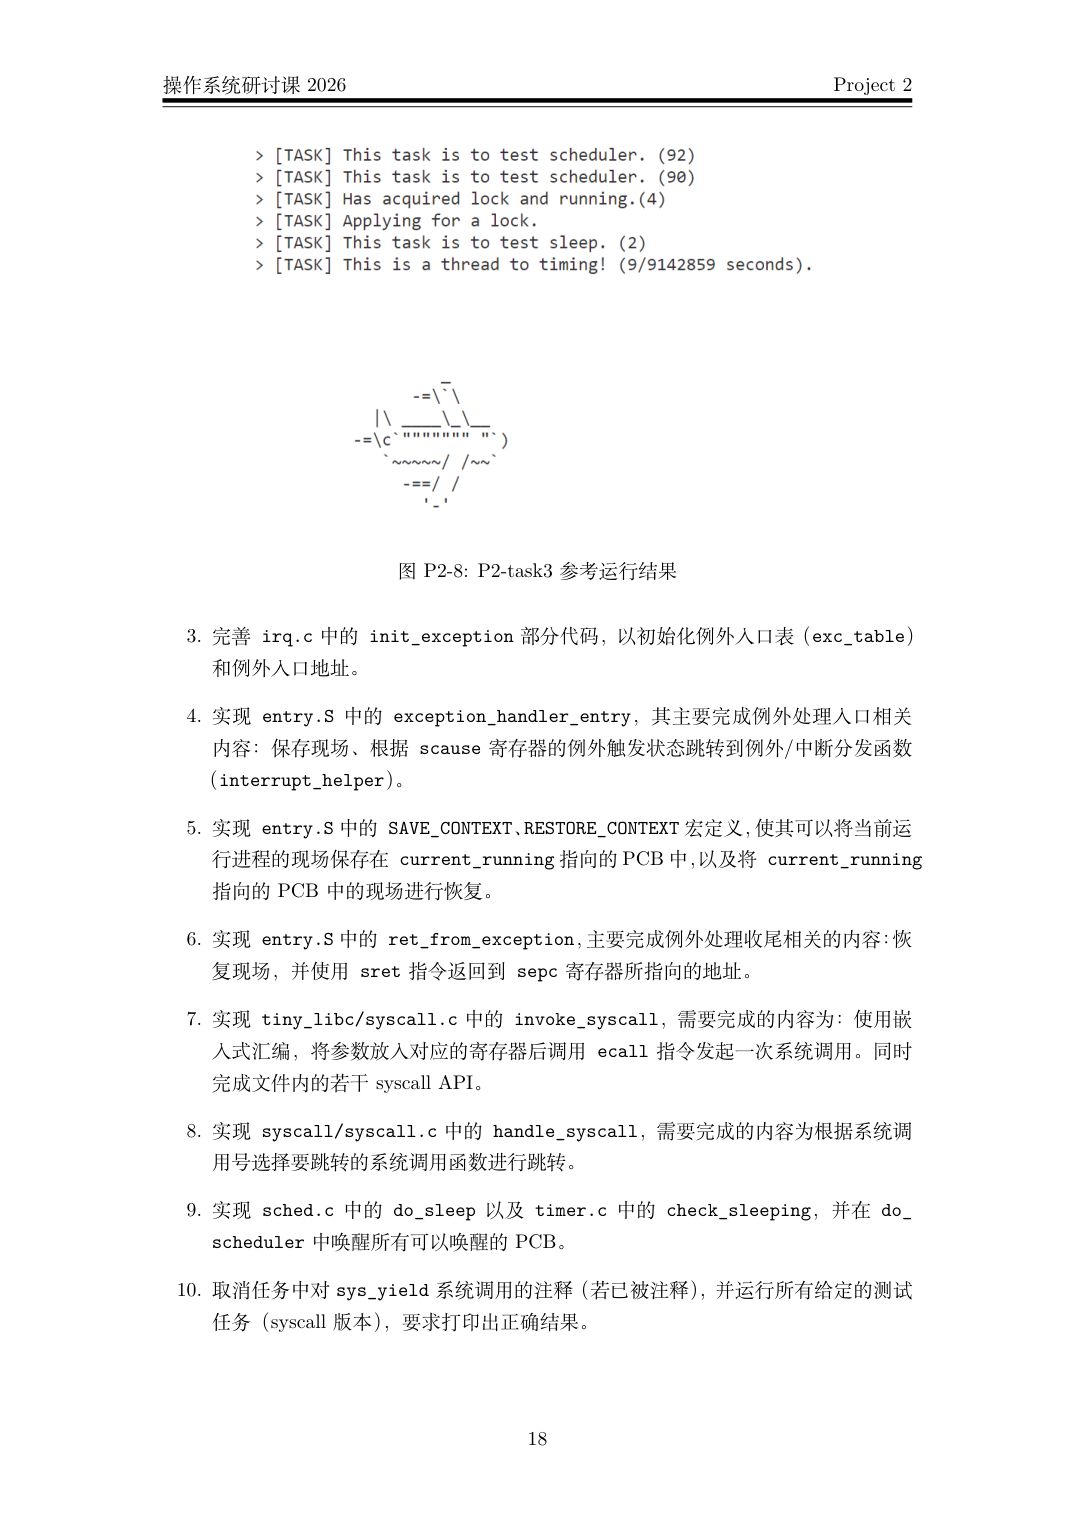 操作系统研讨课 2026 Project 2
> [TASK] This task is to test scheduler. (92)
> [TASK] This task is to test scheduler. (90)
> [TASK] Has acquired lock and running.(4)
> [TASK] Applying for a lock.
> [TASK] This task is to test sleep. (2)
> [TASK] This is a thread to timing! (9/9142859 seconds).
_
-=\`\
|\ ____\_\__
-=\c`""""""" "`)
`~~~~~/ /~~`
-==/ /
'-'
图 P2-8: P2-task3 参考运行结果
3. 完善 irq.c 中的 init_exception 部分代码，以初始化例外入口表（exc_table）
和例外入口地址。
4. 实现 entry.S 中的 exception_handler_entry，其主要完成例外处理入口相关
内容：保存现场、根据 scause 寄存器的例外触发状态跳转到例外/中断分发函数
（interrupt_helper）。
5. 实现 entry.S 中的 SAVE_CONTEXT、RESTORE_CONTEXT 宏定义，使其可以将当前运
行进程的现场保存在 current_running 指向的 PCB 中，以及将 current_running
指向的 PCB 中的现场进行恢复。
6. 实现 entry.S 中的 ret_from_exception，主要完成例外处理收尾相关的内容：恢
复现场，并使用 sret 指令返回到 sepc 寄存器所指向的地址。
7. 实现 tiny_libc/syscall.c 中的 invoke_syscall，需要完成的内容为：使用嵌
入式汇编，将参数放入对应的寄存器后调用 ecall 指令发起一次系统调用。同时
完成文件内的若干 syscall API。
8. 实现 syscall/syscall.c 中的 handle_syscall，需要完成的内容为根据系统调
用号选择要跳转的系统调用函数进行跳转。
9. 实现 sched.c 中的 do_sleep 以及 timer.c 中的 check_sleeping，并在 do_
scheduler 中唤醒所有可以唤醒的 PCB。
10. 取消任务中对 sys_yield 系统调用的注释（若已被注释），并运行所有给定的测试
任务（syscall 版本），要求打印出正确结果。
18